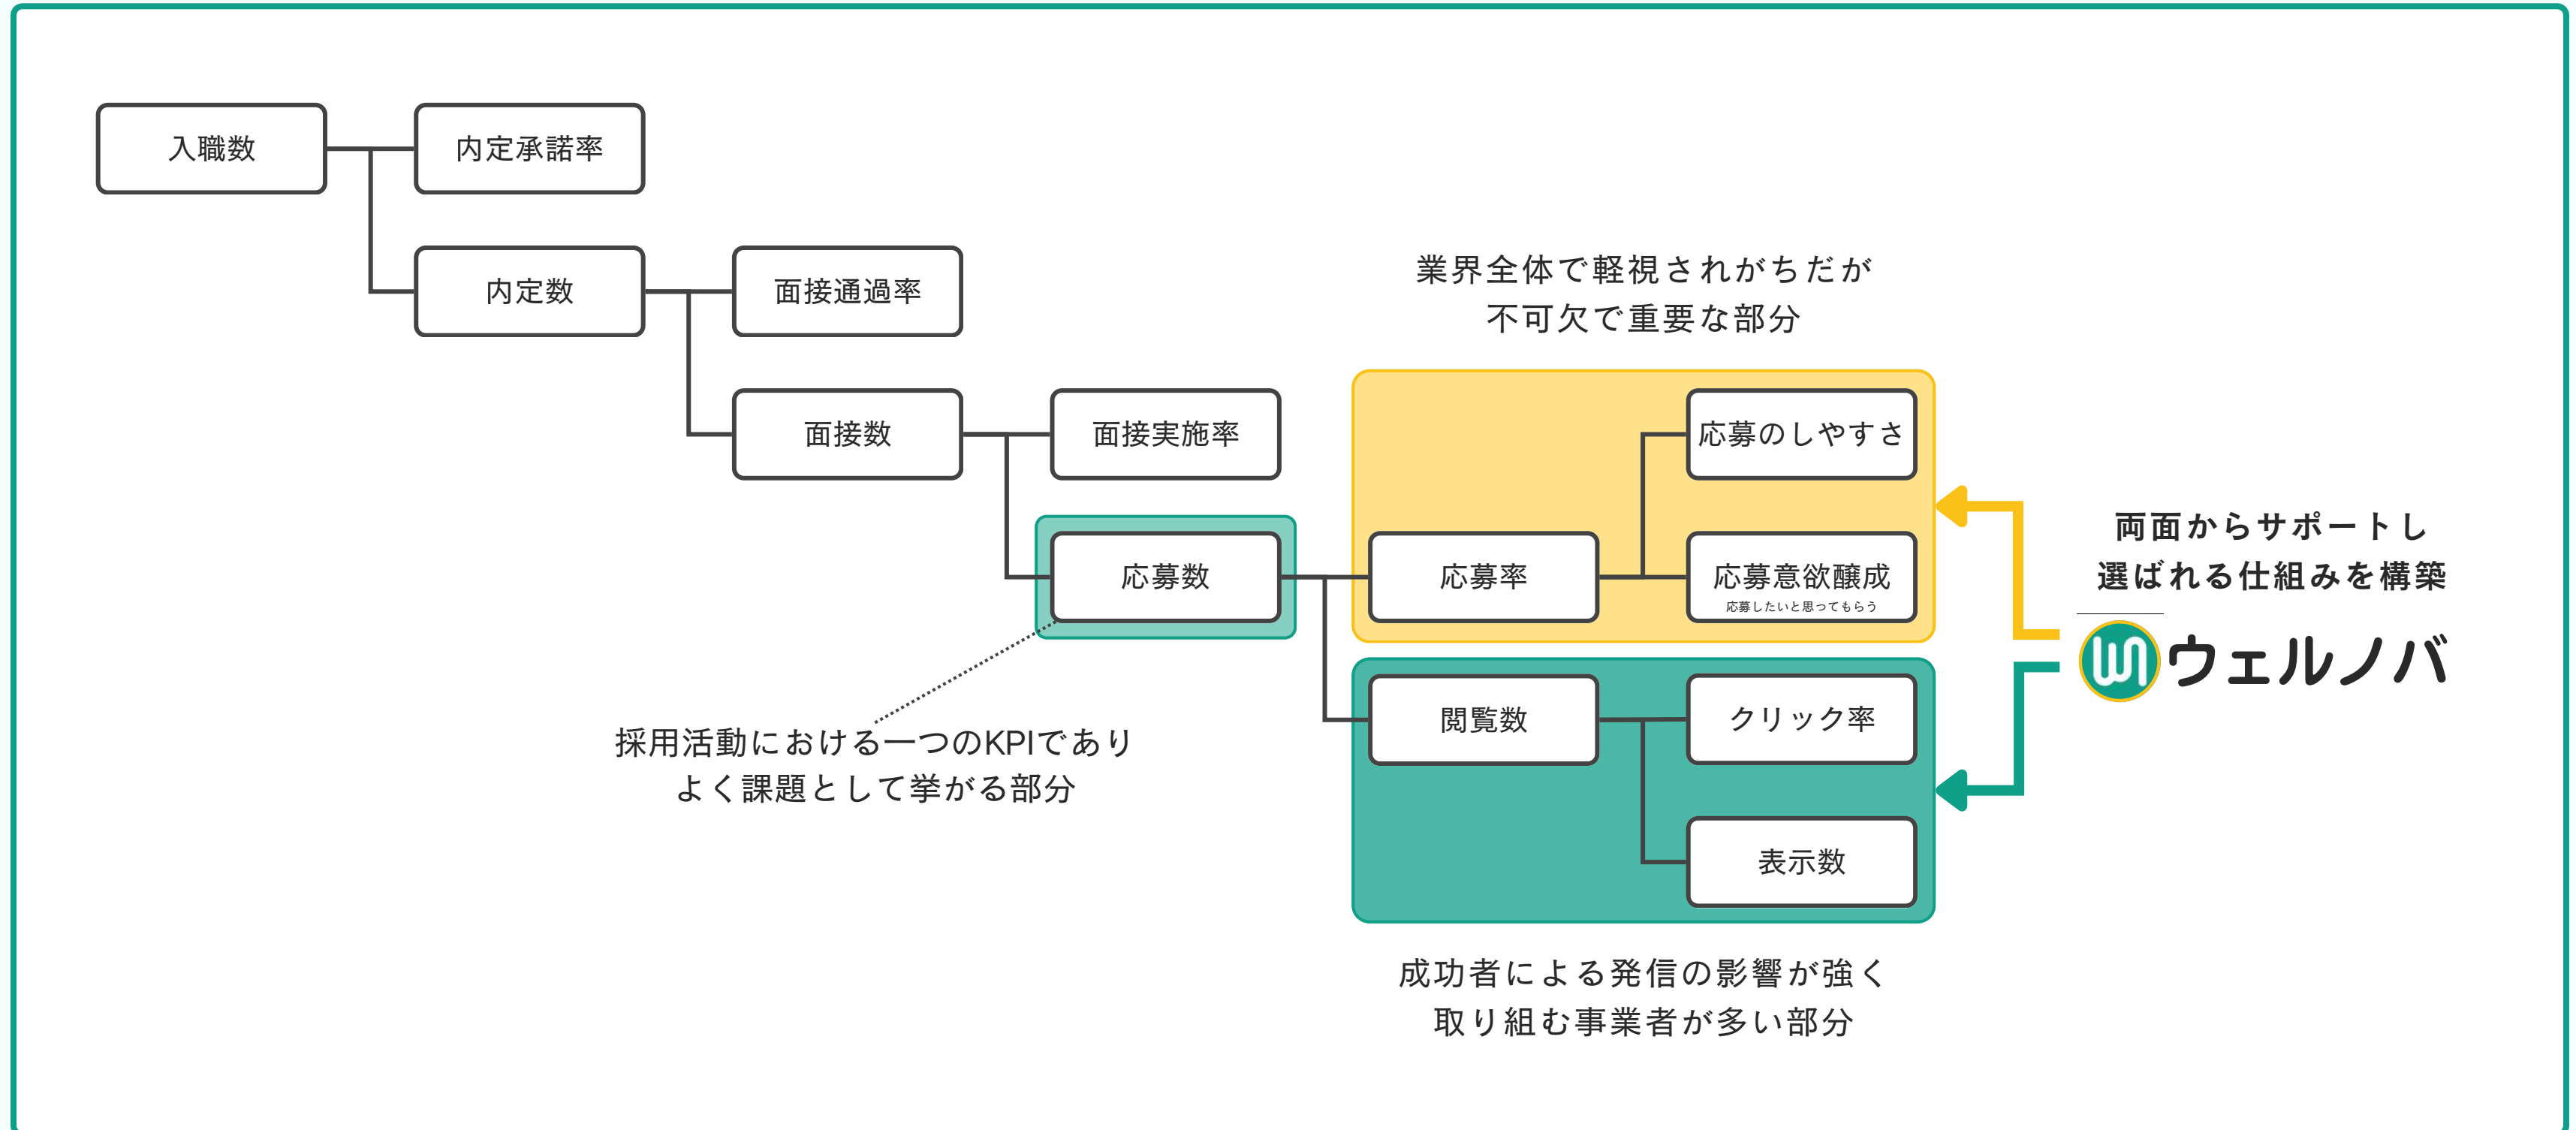 入職数
内定承諾率
内定数
面接通過率
業界全体で軽視されがちだが
不可欠で重要な部分
面接数
面接実施率
応募のしやすさ
応募数
応募率
応募意欲醸成
応募したいと思ってもらう
両面からサポートし
選ばれる仕組みを構築
ウェルノバ
閲覧数
クリック率
採用活動における一つのKPIであり
よく課題として挙がる部分
表示数
成功者による発信の影響が強く
取り組む事業者が多い部分